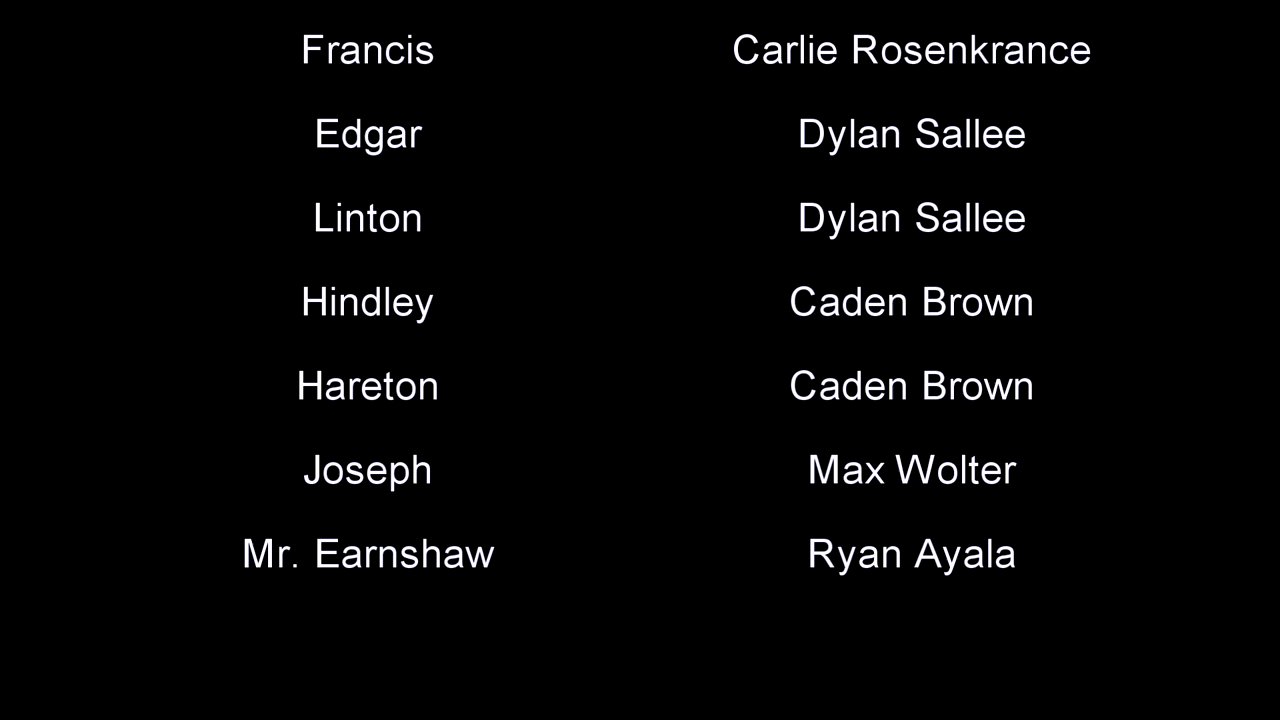 Francis Carlie Rosenkrance
Edgar Dylan Sallee
Linton Dylan Sallee
Hindley Caden Brown
Hareton Caden Brown
Joseph Max Wolter
Mr. Earnshaw Ryan Ayala